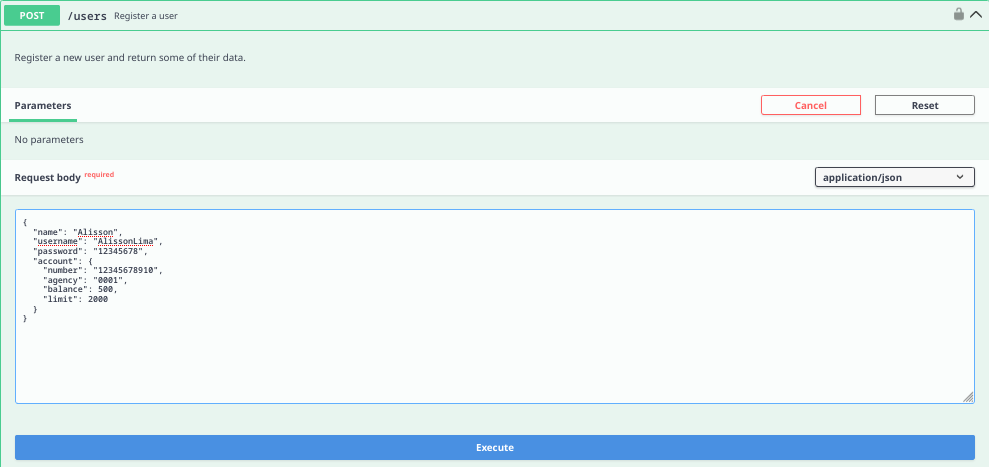 POST /users Register a user
Register a new user and return some of their data.
Parameters Cancel Reset
No parameters
Request body required application/json
{
  "name": "Alisson",
  "username": "AlissonLima",
  "password": "12345678",
  "account": {
    "number": "12345678910",
    "agency": "0001",
    "balance": 500,
    "limit": 2000
  }
}
Execute